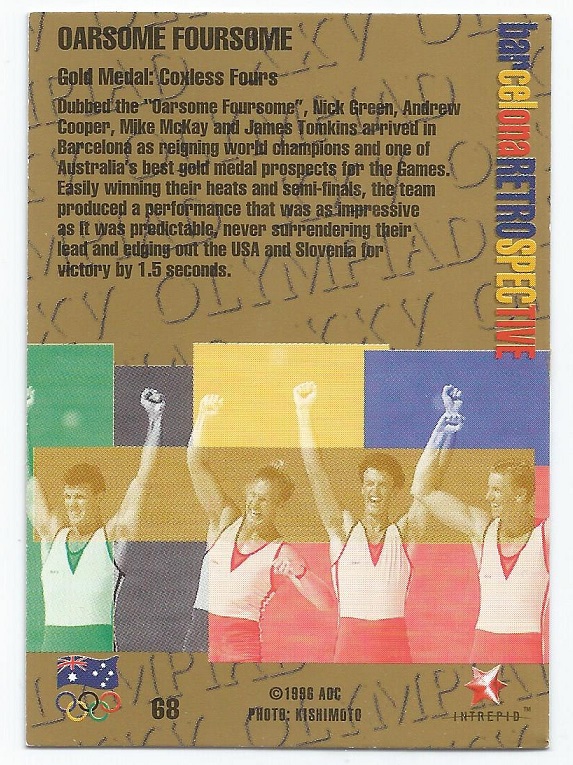 OARSOME FOURSOME
Gold Medal: Coxless Fours
Dubbed the "Oarsome Foursome", Nick Green, Andrew
Cooper, Mike McKay and James Tomkins arrived in
Barcelona as reigning world champions and one of
Australia's best gold medal prospects for the Games.
Easily winning their heats and semi-finals, the team
produced a performance that was as impressive
as it was predictable, never surrendering their
lead and edging out the USA and Slovenia for
victory by 1.5 seconds.
barcelona RETROSPECTIVE
XXV OLYMPIAD
68
©1996 AOC
PHOTO: KISHIMOTO
INTREPID™